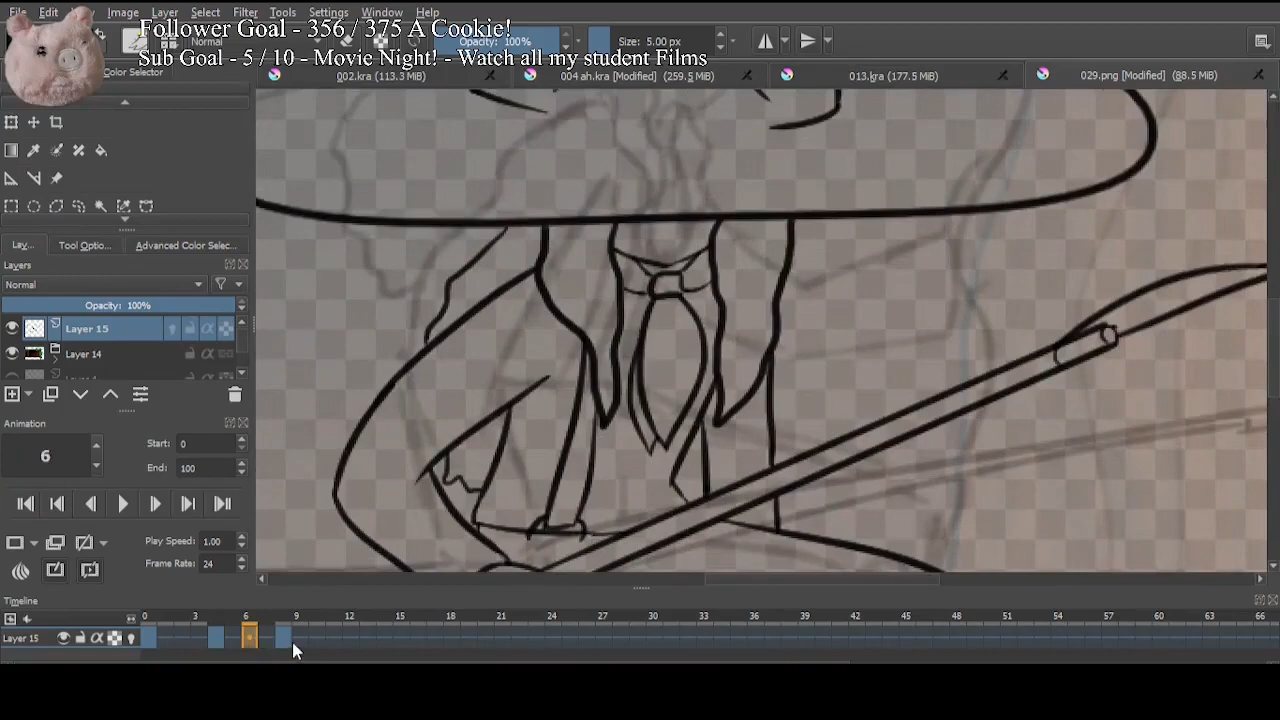 File Edit View Image Layer Select Filter Tools Settings Window Help
Follower Goal - 356 / 375 A Cookie!
Normal Opacity: 100% Size: 5.00 px
Sub Goal - 5 / 10 - Movie Night! - Watch all my student Films
Color Selector 002.kra (113.3 MB) 004 ah.kra [Modified] (259.5 MB) 013.kra (177.5 MB) 029.png [Modified] (88.5 MB)
Lay... Tool Optio... Advanced Color Selec...
Layers
Normal
Opacity: 100%
Layer 15
Layer 14
Animation
6 Start: 0
End: 100
Play Speed: 1.00
Frame Rate: 24
Timeline
0 3 6 9 12 15 18 21 24 27 30 33 36 39 42 45 48 51 54 57 60 63 66
Layer 15